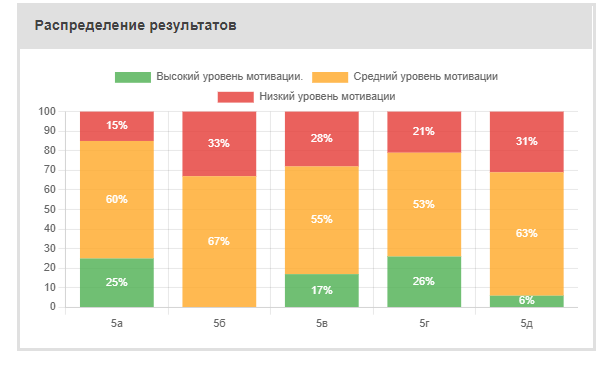 Распределение результатов
Высокий уровень мотивации. Средний уровень мотивации
Низкий уровень мотивации
100
90
80
70
60
50
40
30
20
10
0
15% 33% 28% 21% 31%
60% 67% 55% 53% 63%
25% 17% 26% 6%
5а 5б 5в 5г 5д